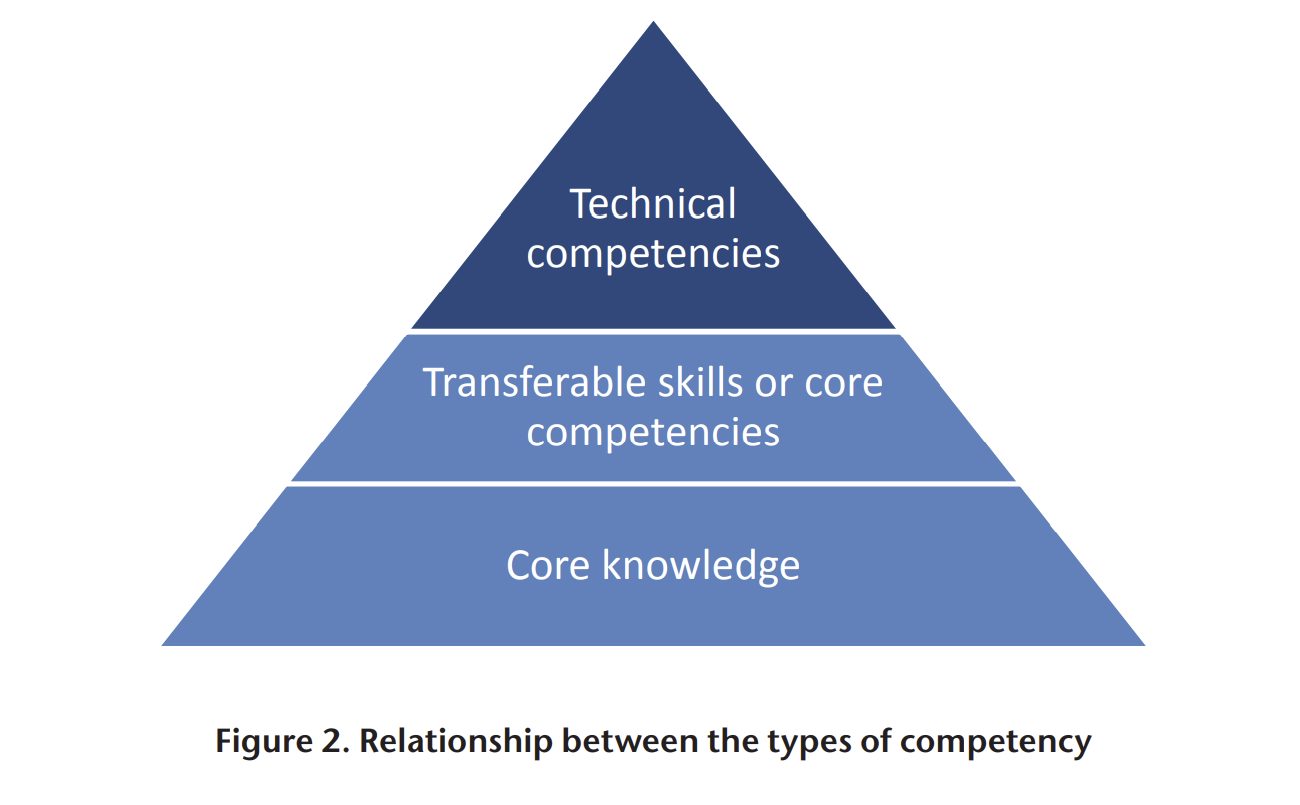 Technical
competencies
Transferable skills or core
competencies
Core knowledge
Figure 2. Relationship between the types of competency